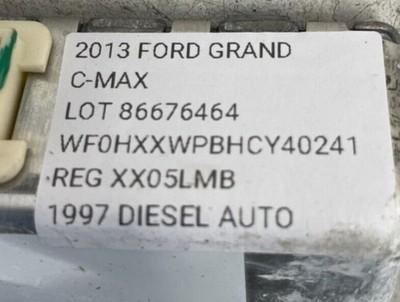 2013 FORD GRAND
C-MAX
LOT 86676464
WF0HXXWPBHCY40241
REG XX05LMB
1997 DIESEL AUTO